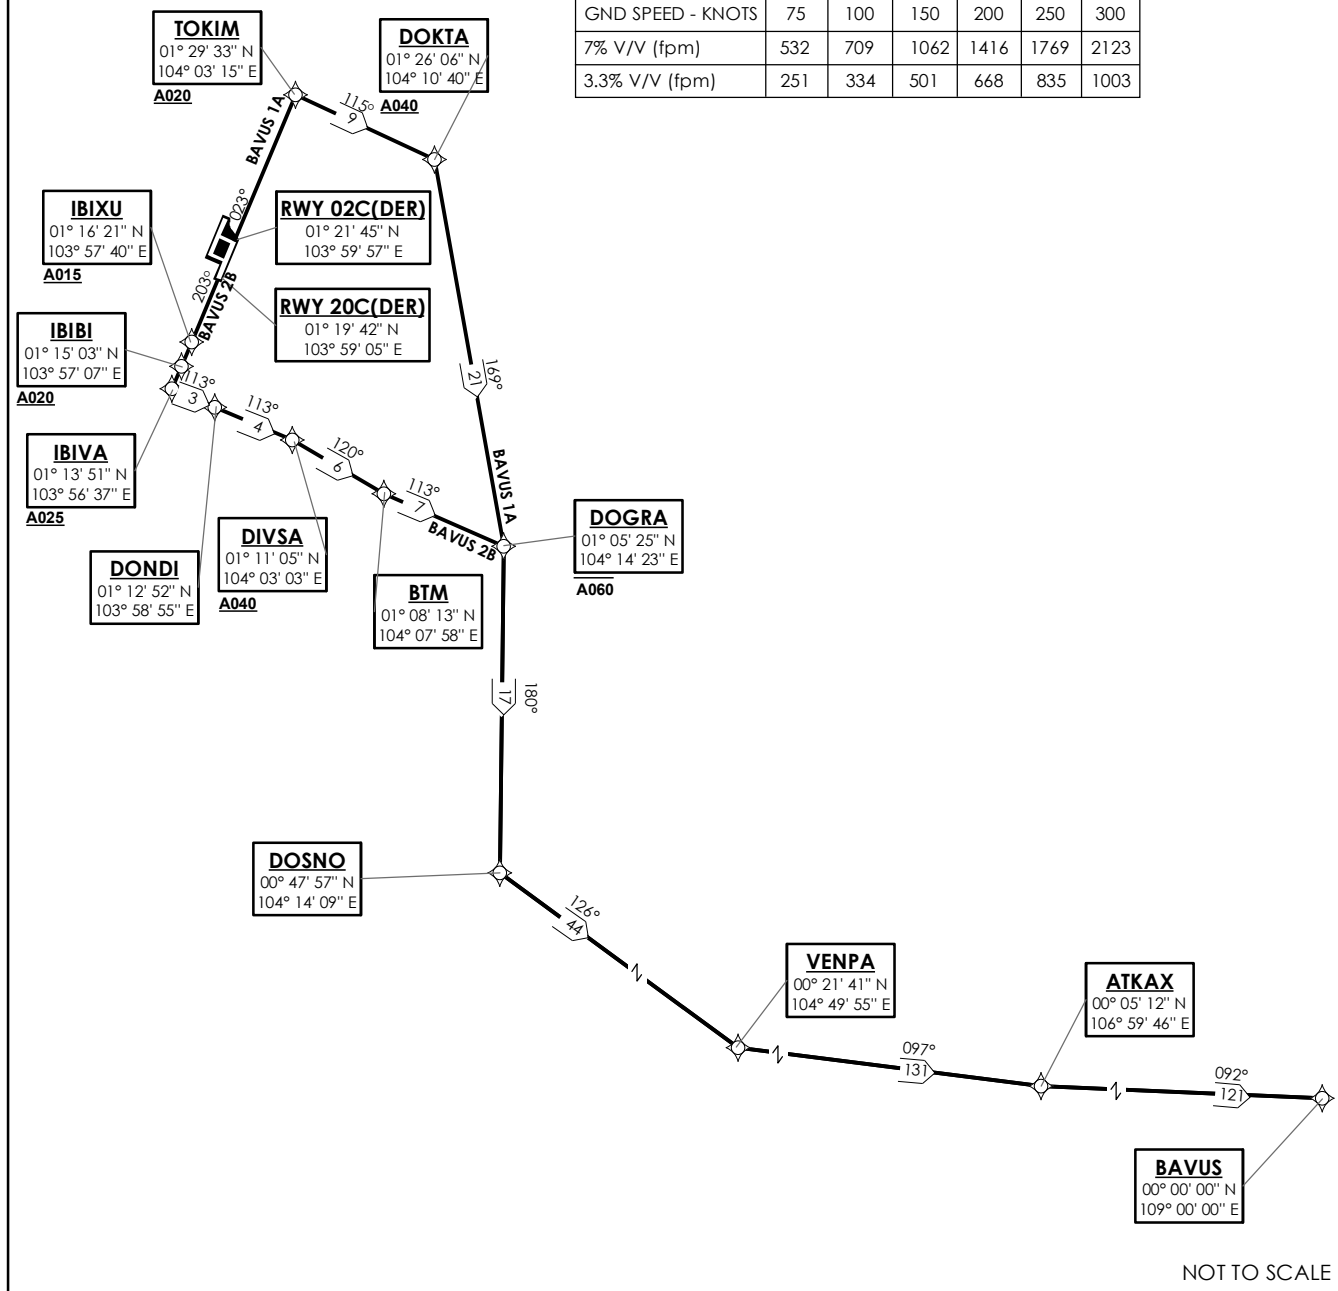 GND SPEED - KNOTS 75 100 150 200 250 300
7% V/V (fpm) 532 709 1062 1416 1769 2123
3.3% V/V (fpm) 251 334 501 668 835 1003
TOKIM
01° 29' 33" N
104° 03' 15" E
A020
DOKTA
01° 26' 06" N
104° 10' 40" E
A040
115°
9
BAVUS 1A
023°
IBIXU
01° 16' 21" N
103° 57' 40" E
A015
RWY 02C(DER)
01° 21' 45" N
103° 59' 57" E
203°
BAVUS 2B
RWY 20C(DER)
01° 19' 42" N
103° 59' 05" E
IBIBI
01° 15' 03" N
103° 57' 07" E
A020
113°
3
113°
4
120°
6
113°
7
BAVUS 2B
169°
21
BAVUS 1A
IBIVA
01° 13' 51" N
103° 56' 37" E
A025
DONDI
01° 12' 52" N
103° 58' 55" E
DIVSA
01° 11' 05" N
104° 03' 03" E
A040
BTM
01° 08' 13" N
104° 07' 58" E
DOGRA
01° 05' 25" N
104° 14' 23" E
A060
180°
17
DOSNO
00° 47' 57" N
104° 14' 09" E
126°
44
VENPA
00° 21' 41" N
104° 49' 55" E
097°
131
ATKAX
00° 05' 12" N
106° 59' 46" E
092°
121
BAVUS
00° 00' 00" N
109° 00' 00" E
NOT TO SCALE